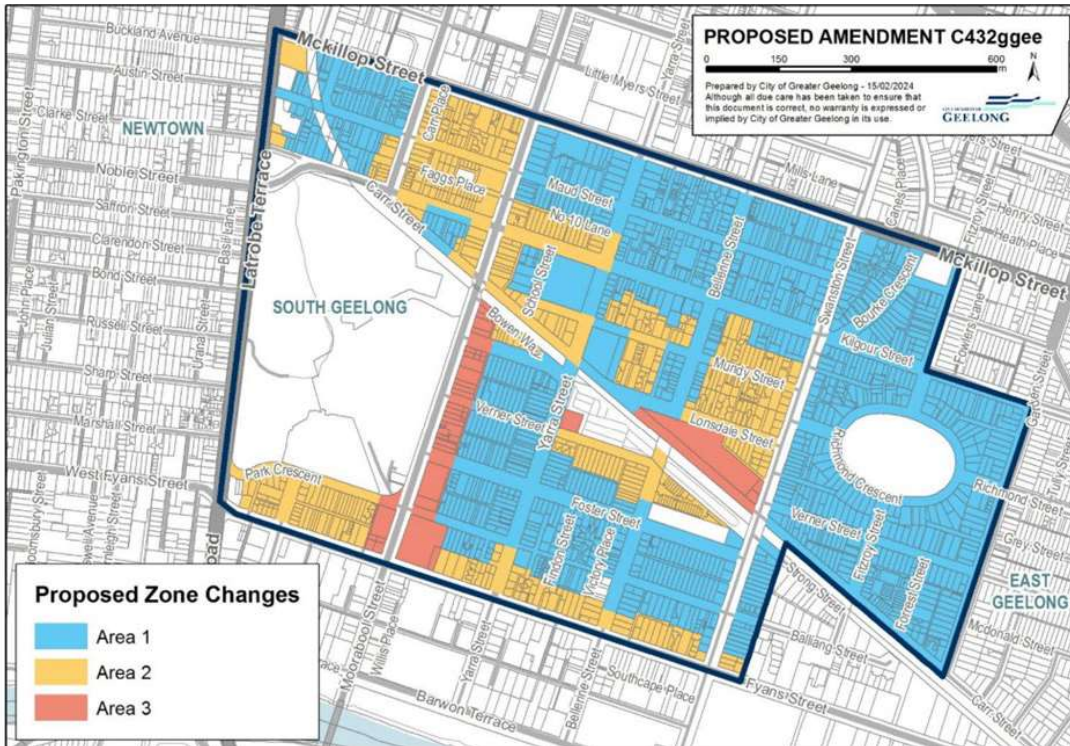 PROPOSED AMENDMENT C432ggee
0 150 300 600
m
N
Prepared by City of Greater Geelong - 15/02/2024
Although all due care has been taken to ensure that
this document is correct, no warranty is expressed or
implied by City of Greater Geelong in its use.
GEELONG
Buckland Avenue
Austin Street
Clarke Street
NEWTOWN
Pakington Street
Noble Street
Saffron Street
Clarendon Street
Bond Street
Russell Street
Sharp Street
Marshall Street
West Fyans Street
John Place
Julian Street
Urana Street
Latrobe Terrace
Mckillop Street
Little Myers Street
Yarra Street
Carr Place
Faggs Place
Carr Street
Maud Street
No 10 Lane
Mills Lane
Caries Place
Henry Street
Heath Place
Fitzroy Street
Mckillop Street
Bellerine Street
Swanston Street
Bourke Crescent
Kilgour Street
Fowlers Lane
Garden Street
SOUTH GEELONG
School Street
Bowen Way
Yarra Street
Mundy Street
Lonsdale Street
Verner Street
Richmond Crescent
Richmond Street
Tully Street
Grey Street
Park Crescent
Foster Street
Findon Street
Verner Street
Fitzroy Street
Forrest Street
Strong Street
EAST
GEELONG
Mcdonald Street
Balliang Street
Moorabool Street
Willis Place
Yarra Street
Bellerine Street
Southcape Place
Barwon Terrace
Fyans Street
Carr Street
Proposed Zone Changes
Area 1
Area 2
Area 3